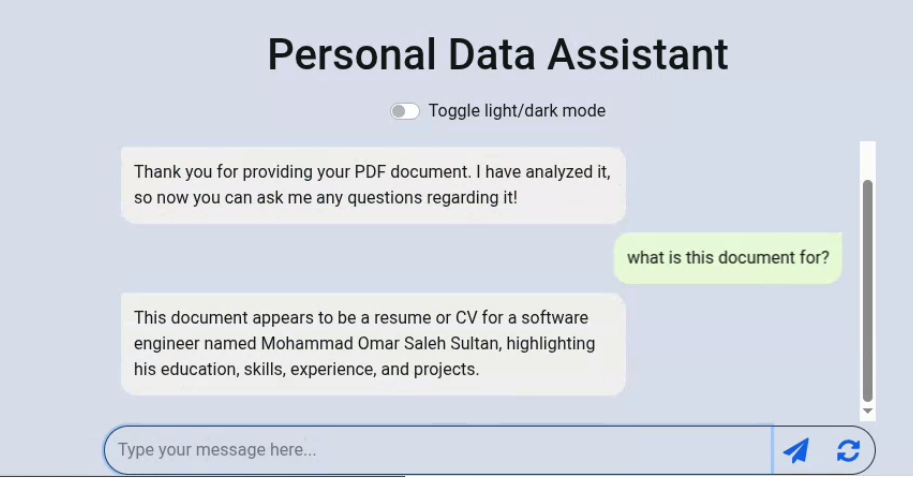 Personal Data Assistant
Toggle light/dark mode
Thank you for providing your PDF document. I have analyzed it,
so now you can ask me any questions regarding it!
what is this document for?
This document appears to be a resume or CV for a software
engineer named Mohammad Omar Saleh Sultan, highlighting
his education, skills, experience, and projects.
Type your message here...